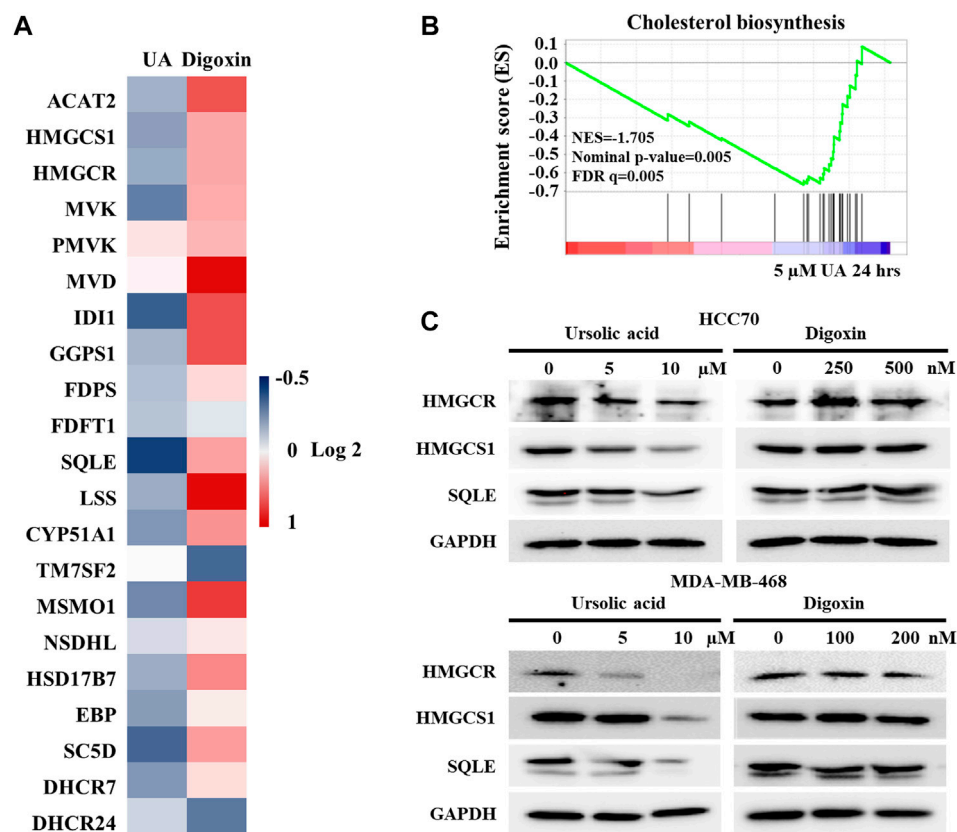 A
UA Digoxin
ACAT2
HMGCS1
HMGCR
MVK
PMVK
MVD
IDI1
GGPS1
FDPS
FDFT1
SQLE
LSS
CYP51A1
TM7SF2
MSMO1
NSDHL
HSD17B7
EBP
SC5D
DHCR7
DHCR24
-0.5
0 Log 2
1
B
Cholesterol biosynthesis
Enrichment score (ES)
0.1
0.0
-0.1
-0.2
-0.3
-0.4
-0.5
-0.6
-0.7
NES=-1.705
Nominal p-value=0.005
FDR q=0.005
5 µM UA 24 hrs
C
HCC70
Ursolic acid Digoxin
0 5 10 µM 0 250 500 nM
HMGCR
HMGCS1
SQLE
GAPDH
MDA-MB-468
Ursolic acid Digoxin
0 5 10 µM 0 100 200 nM
HMGCR
HMGCS1
SQLE
GAPDH